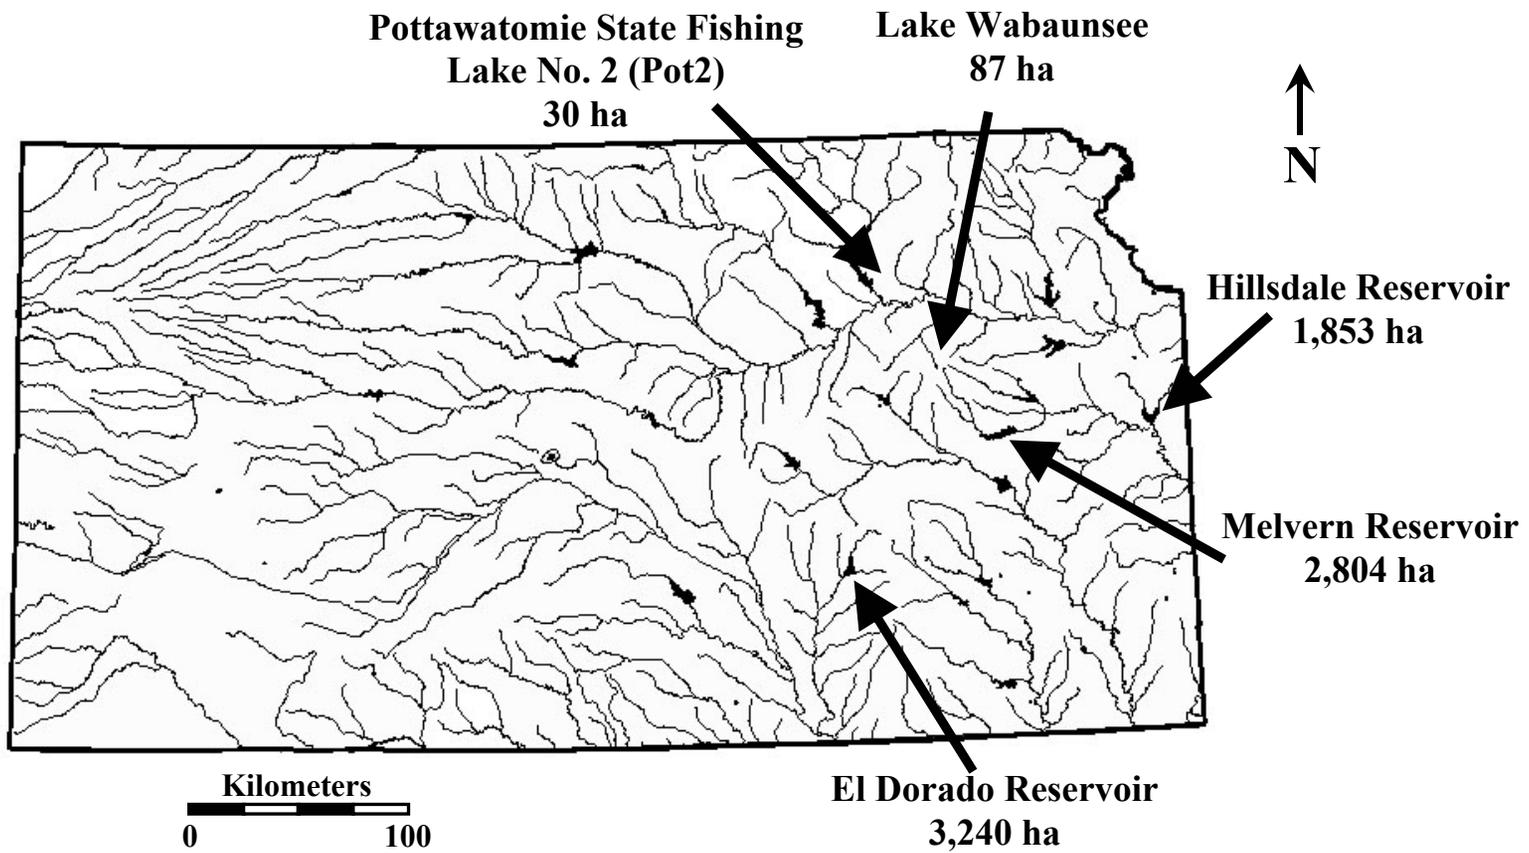 Pottawatomie State Fishing
Lake No. 2 (Pot2)
30 ha
Lake Wabaunsee
87 ha
N
Hillsdale Reservoir
1,853 ha
Melvern Reservoir
2,804 ha
El Dorado Reservoir
3,240 ha
Kilometers
0 100